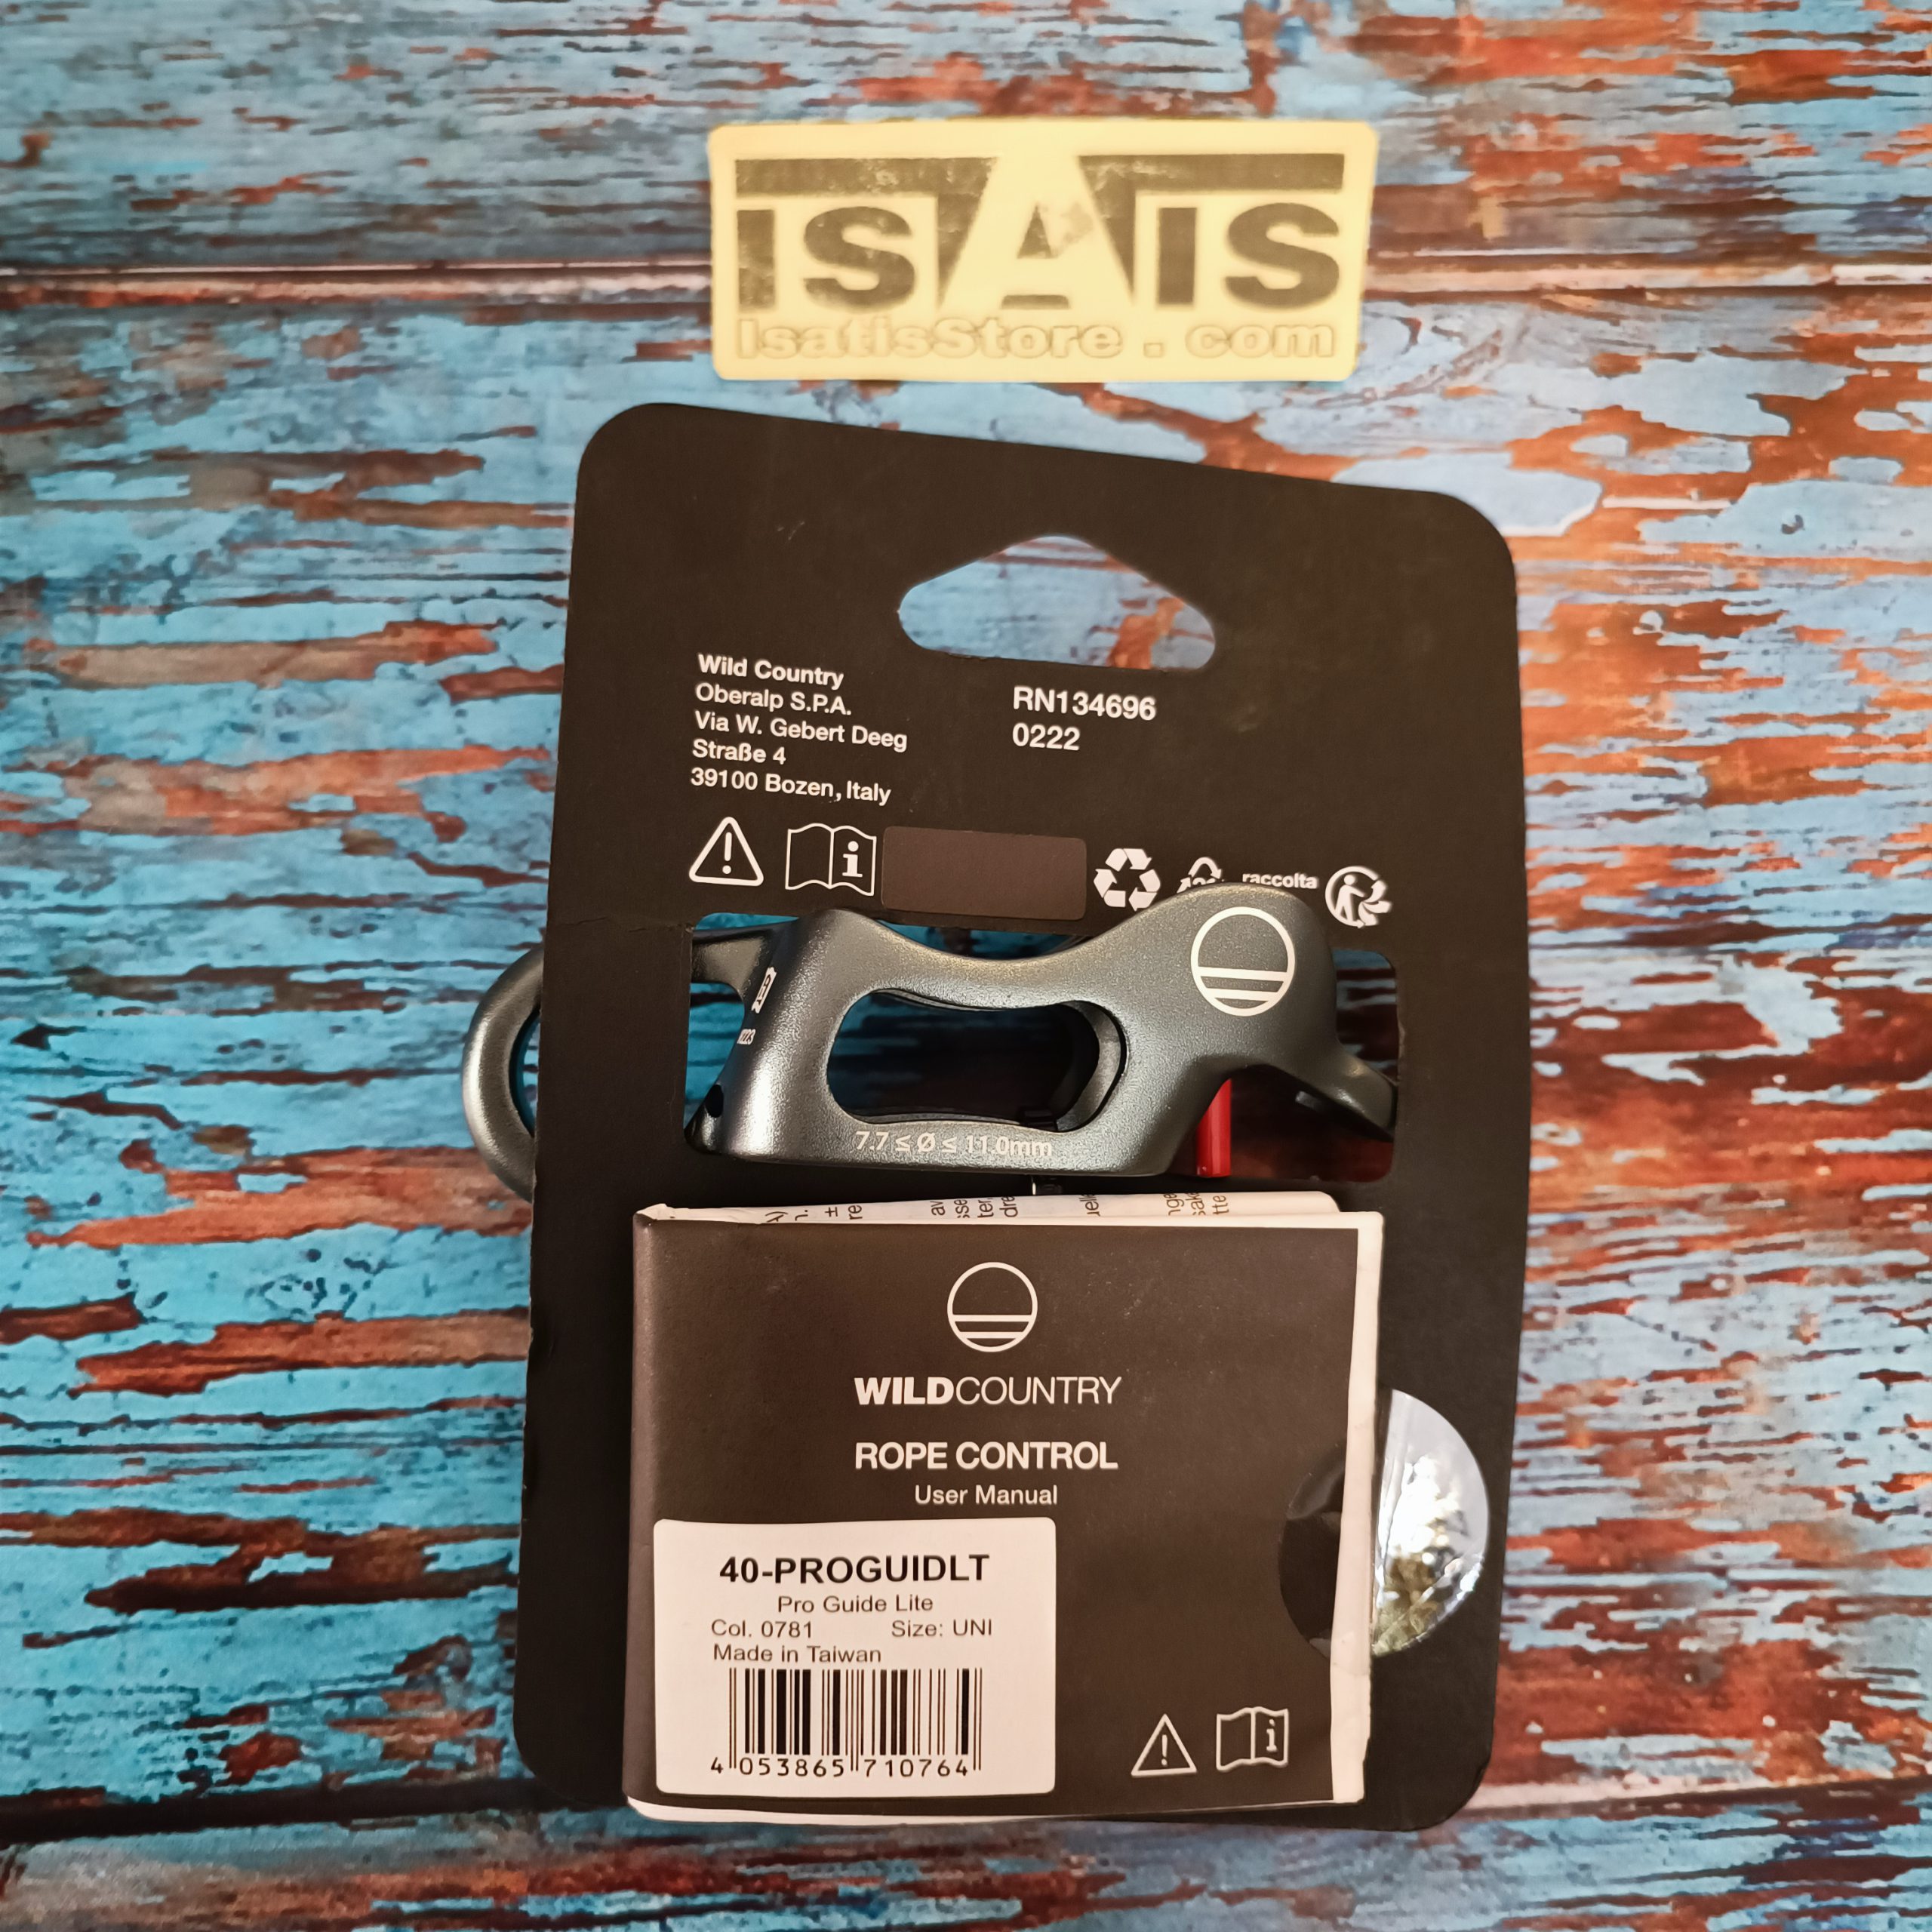 ISATIS
IsatisStore.com
Wild Country
Oberalp S.P.A.
Via W. Gebert Deeg
Straße 4
39100 Bozen, Italy
RN134696
0222
raccolta
7.7 ≤ Ø ≤ 11.0mm
WILDCOUNTRY
ROPE CONTROL
User Manual
40-PROGUIDLT
Pro Guide Lite
Col. 0781 Size: UNI
Made in Taiwan
4 053865 710764